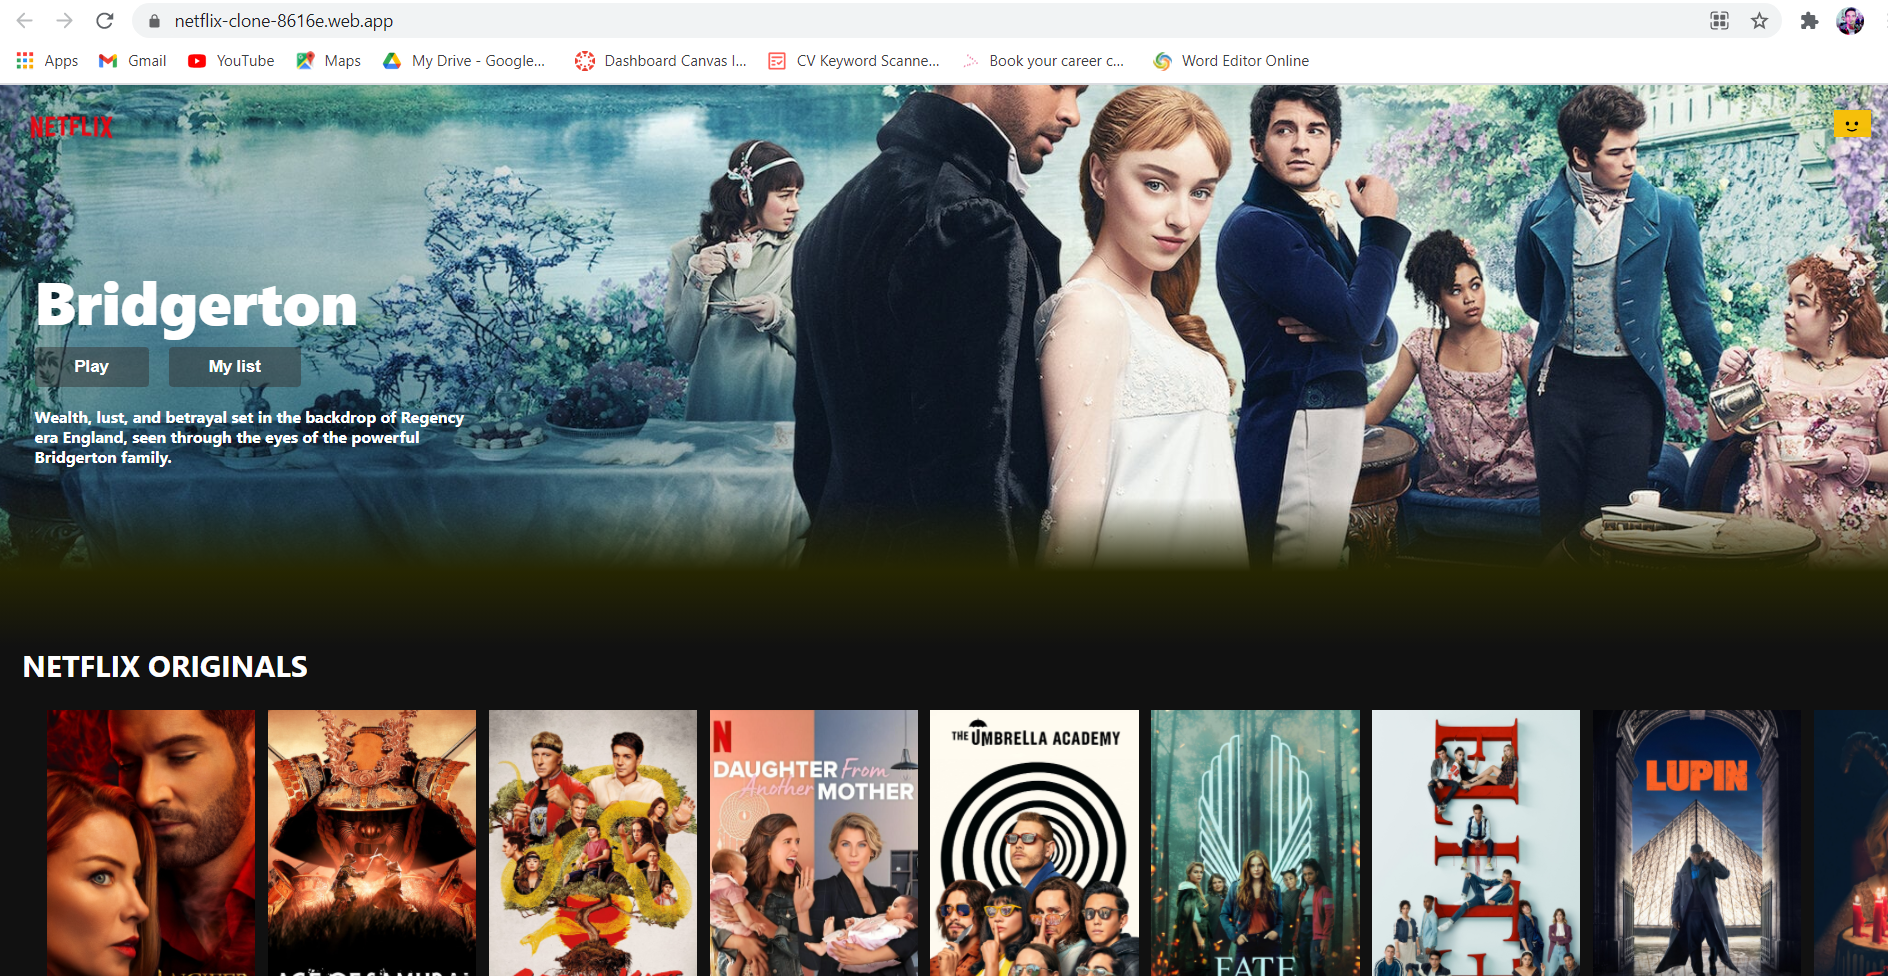 netflix-clone-8616e.web.app
Apps
Gmail
YouTube
Maps
My Drive - Google...
Dashboard Canvas I...
CV Keyword Scanne...
Book your career c...
Word Editor Online
NETFLIX
Bridgerton
Play
My list
Wealth, lust, and betrayal set in the backdrop of Regency
era England, seen through the eyes of the powerful
Bridgerton family.
NETFLIX ORIGINALS
N
DAUGHTER From
Another MOTHER
THE UMBRELLA ACADEMY
ELITE
LUPIN
AGE OF SAMURAI
FATE